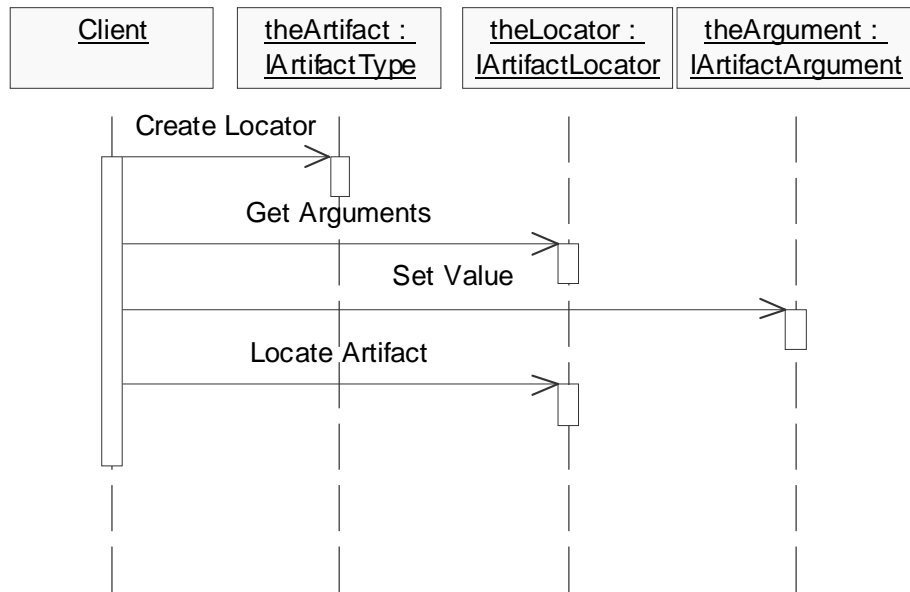 Client
theArtifact :
IArtifactType
theLocator :
IArtifactLocator
theArgument :
IArtifactArgument
Create Locator
Get Arguments
Set Value
Locate Artifact